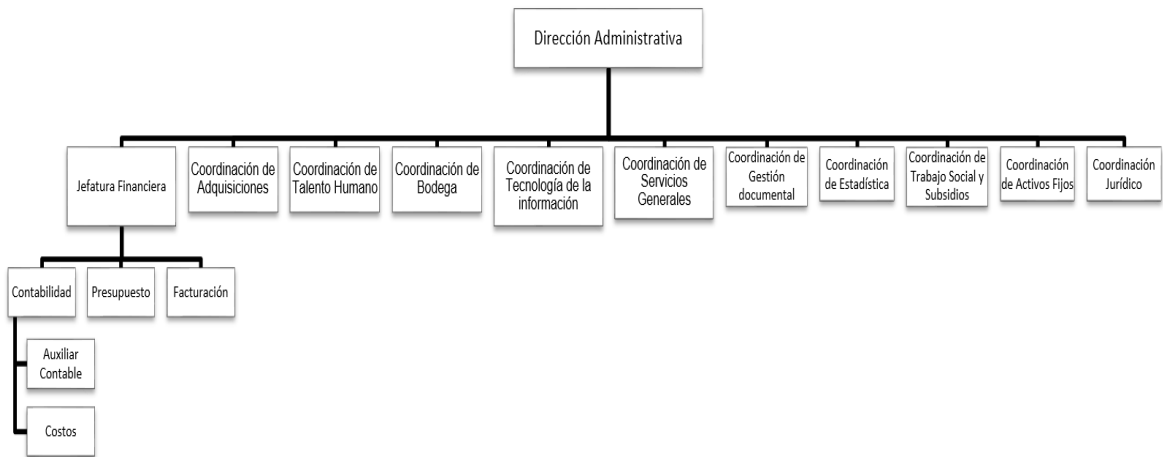 Dirección Administrativa
Jefatura Financiera
Coordinación de
Adquisiciones
Coordinación de
Talento Humano
Coordinación de
Bodega
Coordinación de
Tecnología de la
información
Coordinación de
Servicios
Generales
Coordinación de
Gestión
documental
Coordinación
de Estadística
Coordinación de
Trabajo Social y
Subsidios
Coordinación
de Activos Fijos
Coordinación
Jurídico
Contabilidad
Presupuesto
Facturación
Auxiliar
Contable
Costos